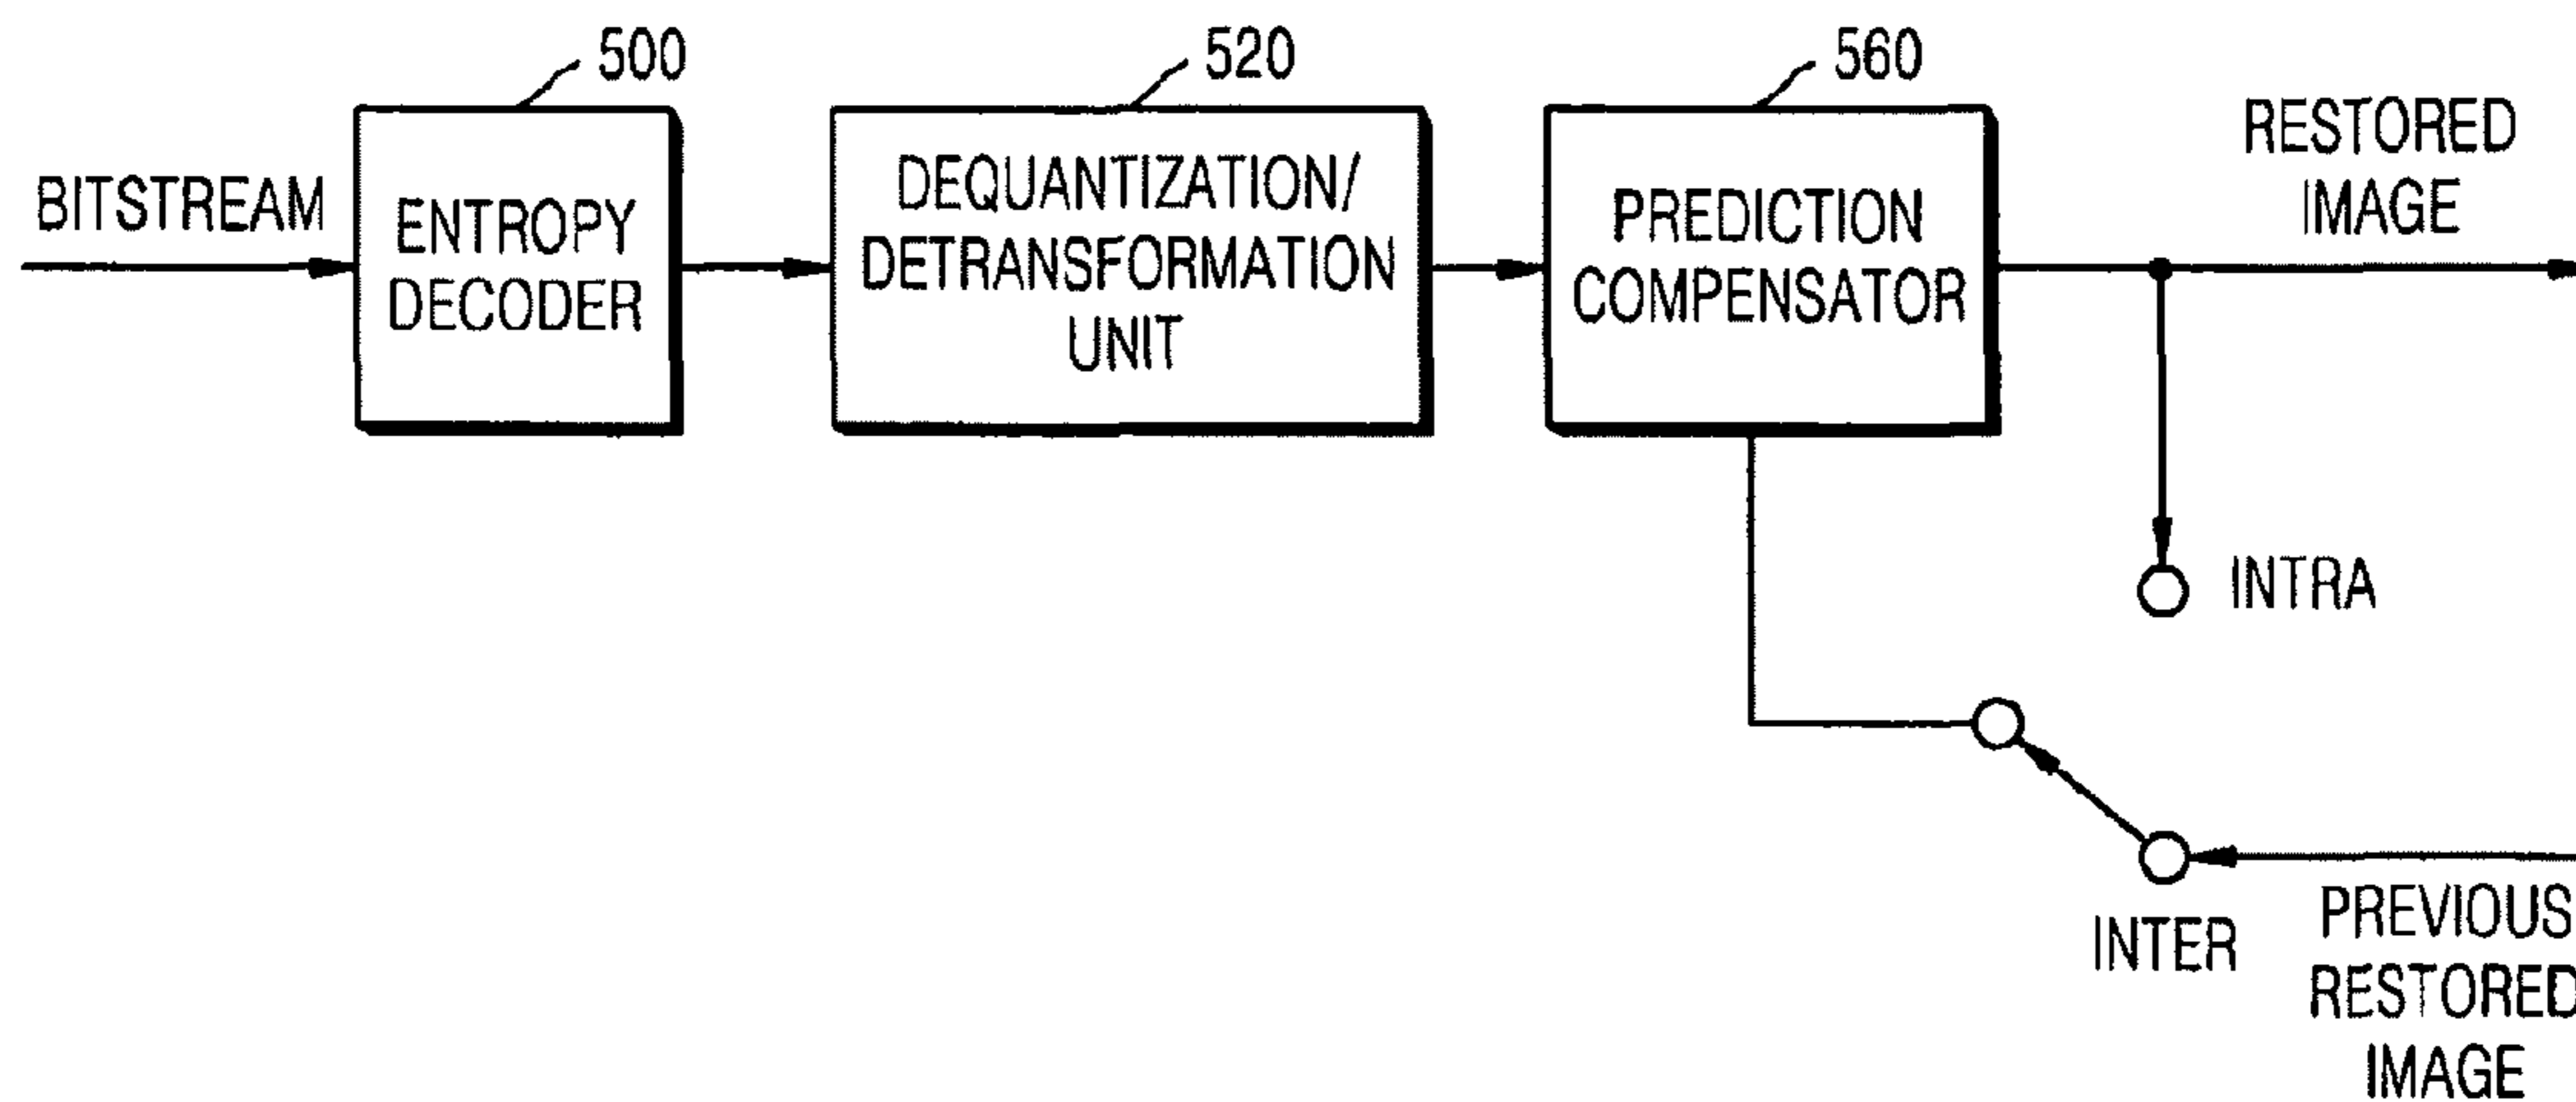 500
520
560
BITSTREAM
ENTROPY
DECODER
DEQUANTIZATION/
DETRANSFORMATION
UNIT
PREDICTION
COMPENSATOR
RESTORED
IMAGE
INTRA
INTER
PREVIOUS
RESTORED
IMAGE